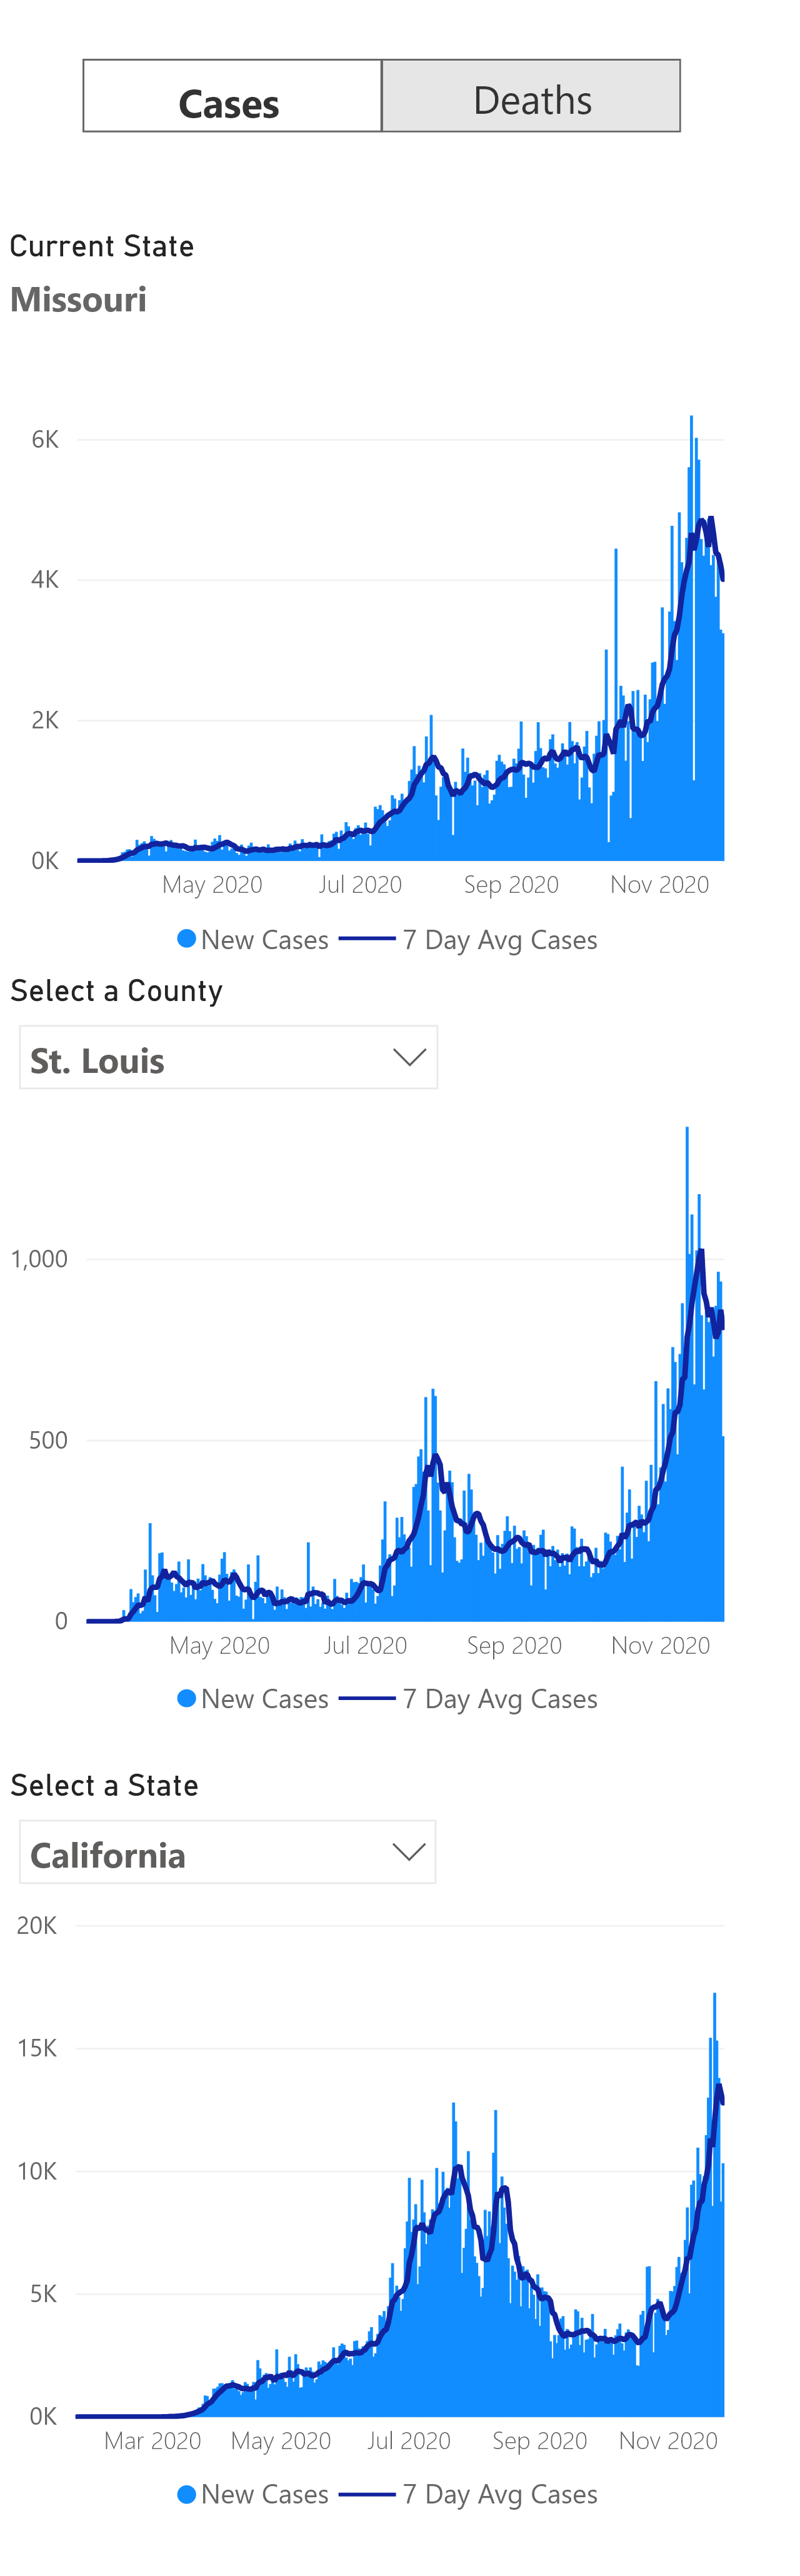 Cases Deaths
Current State
Missouri
6K
4K
2K
0K
May 2020 Jul 2020 Sep 2020 Nov 2020
New Cases 7 Day Avg Cases
Select a County
St. Louis
1,000
500
0
May 2020 Jul 2020 Sep 2020 Nov 2020
New Cases 7 Day Avg Cases
Select a State
California
20K
15K
10K
5K
0K
Mar 2020 May 2020 Jul 2020 Sep 2020 Nov 2020
New Cases 7 Day Avg Cases